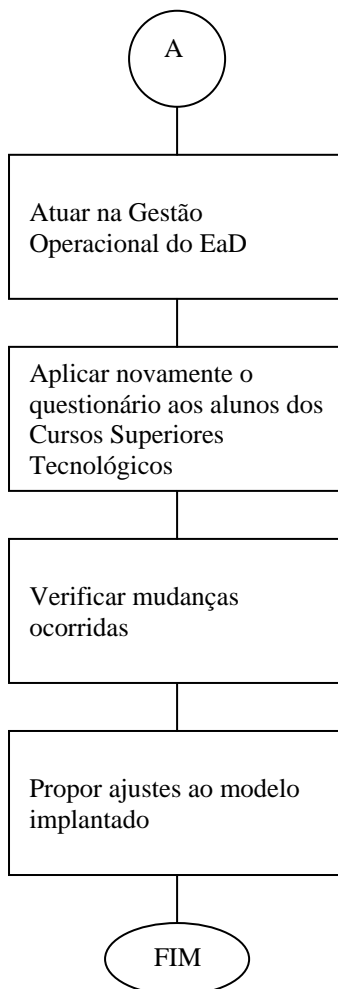 A
Atuar na Gestão
Operacional do EaD
Aplicar novamente o
questionário aos alunos dos
Cursos Superiores
Tecnológicos
Verificar mudanças
ocorridas
Propor ajustes ao modelo
implantado
FIM